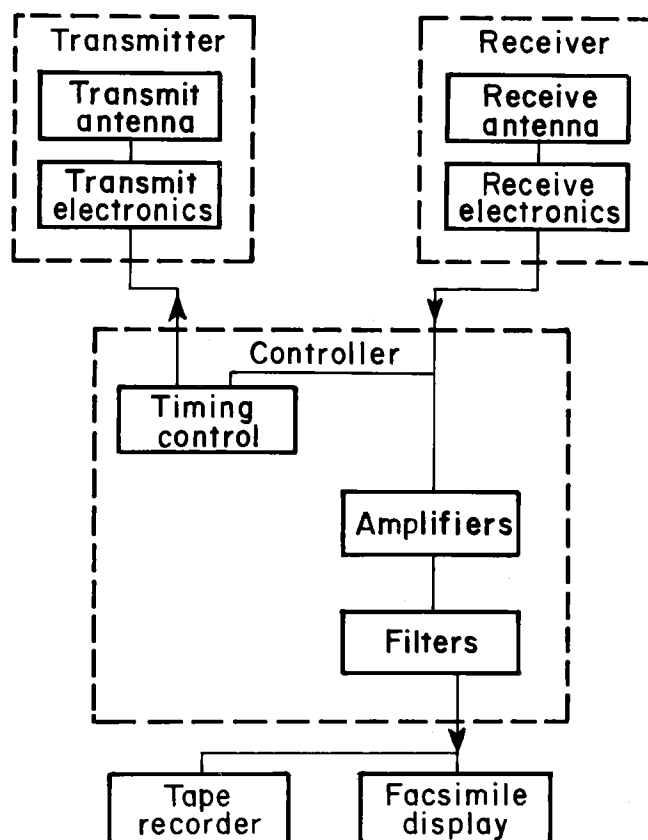 Transmitter
Transmit
antenna
Transmit
electronics
Receiver
Receive
antenna
Receive
electronics
Controller
Timing
control
Amplifiers
Filters
Tape
recorder
Facsimile
display